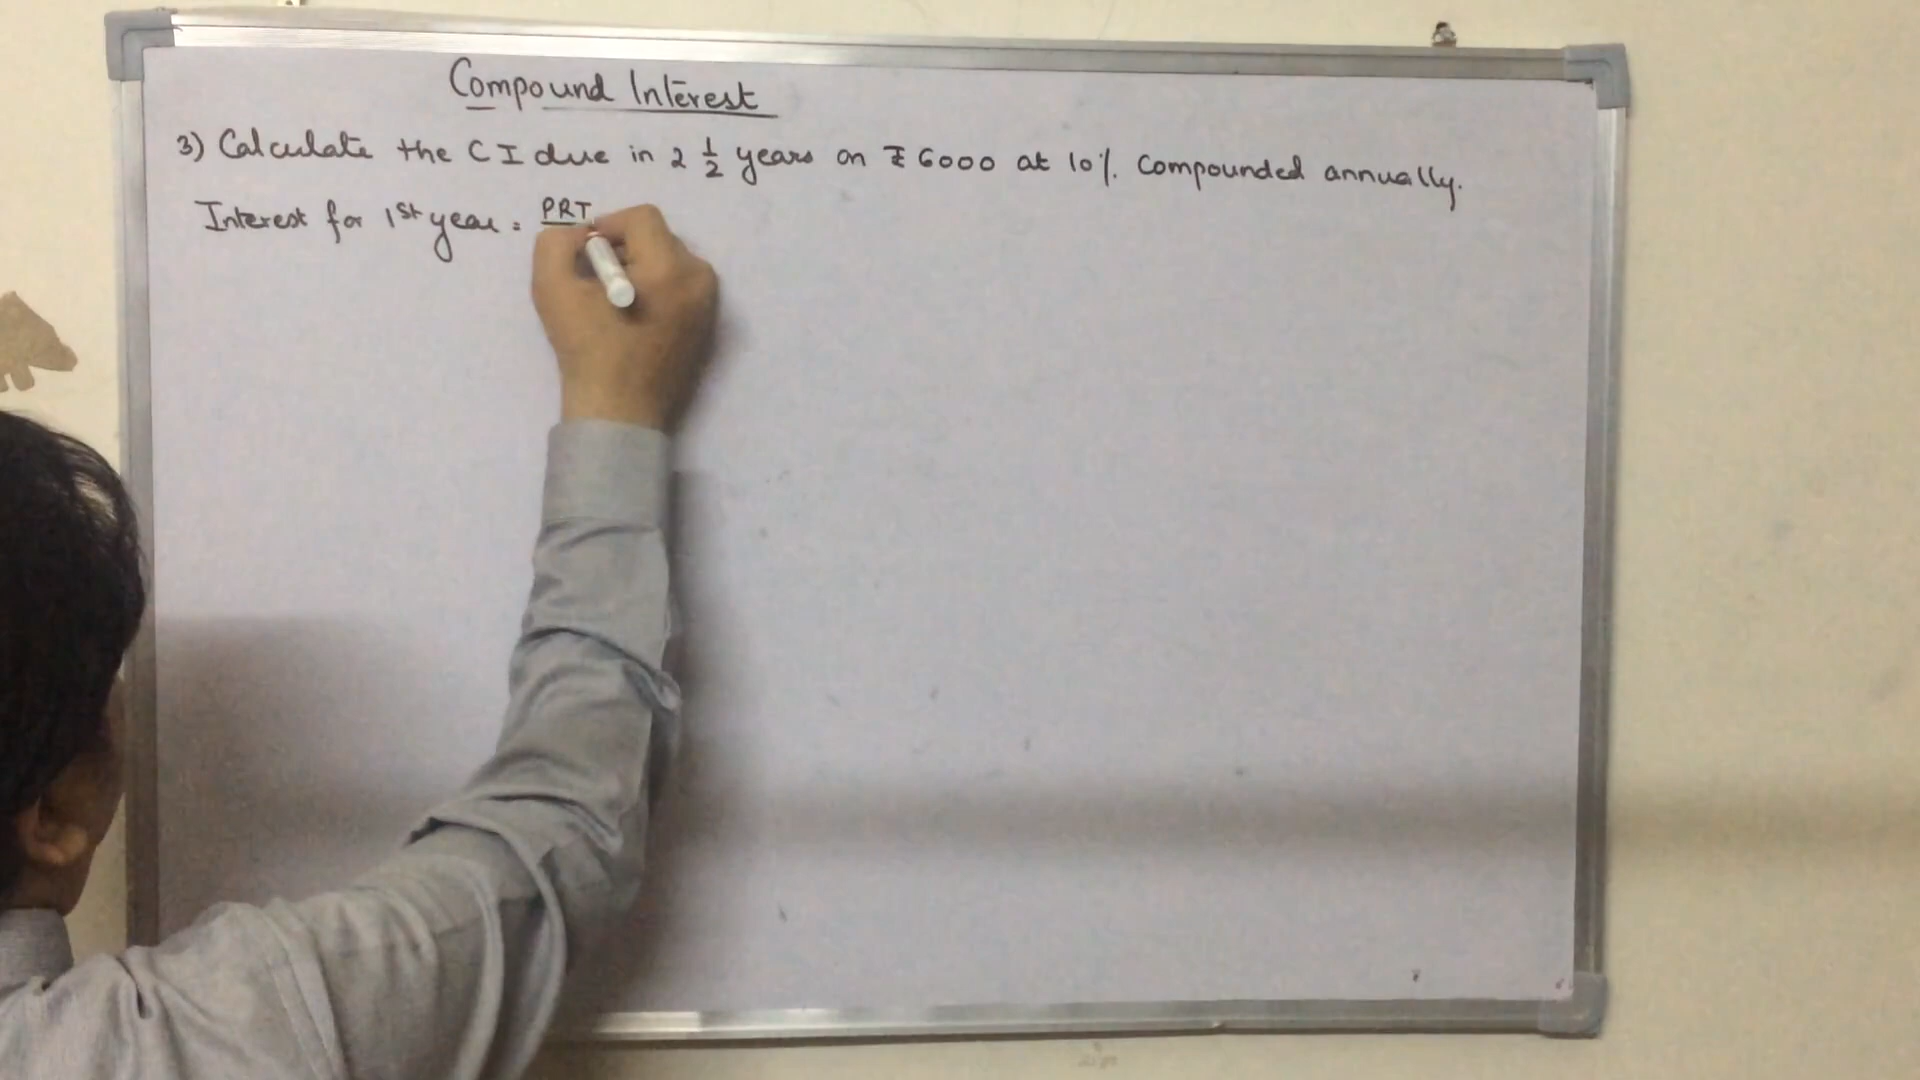 Compound Interest
3) Calculate the CI due in 2 1/2 years on ₹ 6000 at 10%. Compounded annually.
Interest for 1st year = PRT